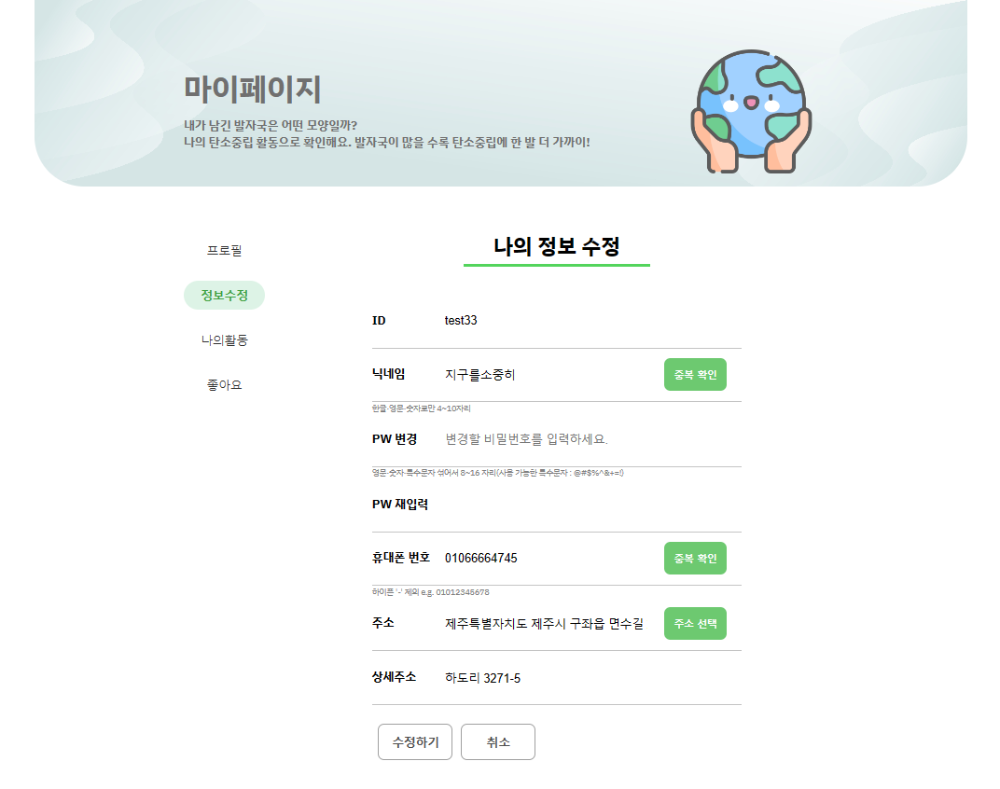 마이페이지
내가 남긴 발자국은 어떤 모양일까?
나의 탄소중립 활동으로 확인해요. 발자국이 많을 수록 탄소중립에 한 발 더 가까이!
프로필
정보수정
나의활동
좋아요
나의 정보 수정
ID test33
닉네임 지구를소중히 중복 확인
한글·영문·숫자로만 4~10자리
PW 변경 변경할 비밀번호를 입력하세요.
영문·숫자·특수문자 섞어서 8~16 자리(사용 가능한 특수문자 : @#$%^&+=!)
PW 재입력
휴대폰 번호 01066664745 중복 확인
하이픈 '-' 제외 e.g. 01012345678
주소 제주특별자치도 제주시 구좌읍 면수길 주소 선택
상세주소 하도리 3271-5
수정하기 취소